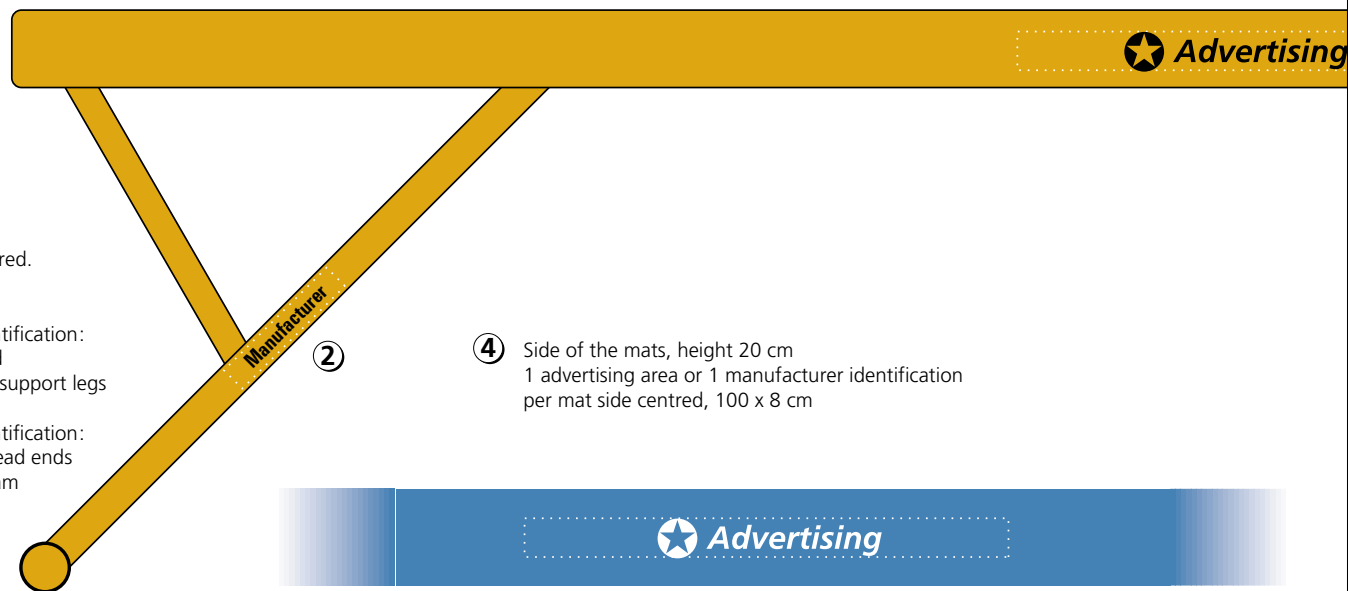 Advertising
red.
tification:
support legs
tification:
ead ends
am
Manufacturer
2
4 Side of the mats, height 20 cm
1 advertising area or 1 manufacturer identification
per mat side centred, 100 x 8 cm
Advertising